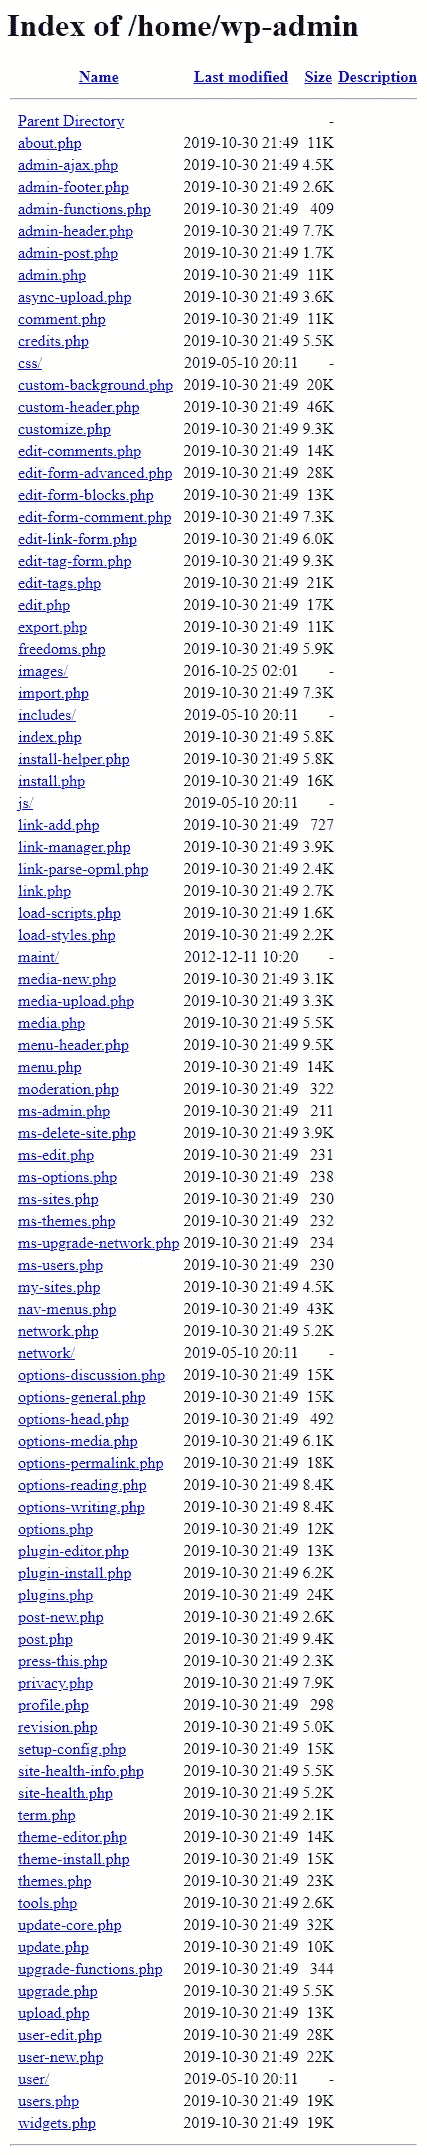 Index of /home/wp-admin
Name Last modified Size Description
Parent Directory -
about.php 2019-10-30 21:49 11K
admin-ajax.php 2019-10-30 21:49 4.5K
admin-footer.php 2019-10-30 21:49 2.6K
admin-functions.php 2019-10-30 21:49 409
admin-header.php 2019-10-30 21:49 7.7K
admin-post.php 2019-10-30 21:49 1.7K
admin.php 2019-10-30 21:49 11K
async-upload.php 2019-10-30 21:49 3.6K
comment.php 2019-10-30 21:49 11K
credits.php 2019-10-30 21:49 5.5K
css/ 2019-05-10 20:11 -
custom-background.php 2019-10-30 21:49 20K
custom-header.php 2019-10-30 21:49 46K
customize.php 2019-10-30 21:49 9.3K
edit-comments.php 2019-10-30 21:49 14K
edit-form-advanced.php 2019-10-30 21:49 28K
edit-form-blocks.php 2019-10-30 21:49 13K
edit-form-comment.php 2019-10-30 21:49 7.3K
edit-link-form.php 2019-10-30 21:49 6.0K
edit-tag-form.php 2019-10-30 21:49 9.3K
edit-tags.php 2019-10-30 21:49 21K
edit.php 2019-10-30 21:49 17K
export.php 2019-10-30 21:49 11K
freedoms.php 2019-10-30 21:49 5.9K
images/ 2016-10-25 02:01 -
import.php 2019-10-30 21:49 7.3K
includes/ 2019-05-10 20:11 -
index.php 2019-10-30 21:49 5.8K
install-helper.php 2019-10-30 21:49 5.8K
install.php 2019-10-30 21:49 16K
js/ 2019-05-10 20:11 -
link-add.php 2019-10-30 21:49 727
link-manager.php 2019-10-30 21:49 3.9K
link-parse-opml.php 2019-10-30 21:49 2.4K
link.php 2019-10-30 21:49 2.7K
load-scripts.php 2019-10-30 21:49 1.6K
load-styles.php 2019-10-30 21:49 2.2K
maint/ 2012-12-11 10:20 -
media-new.php 2019-10-30 21:49 3.1K
media-upload.php 2019-10-30 21:49 3.3K
media.php 2019-10-30 21:49 5.5K
menu-header.php 2019-10-30 21:49 9.5K
menu.php 2019-10-30 21:49 14K
moderation.php 2019-10-30 21:49 322
ms-admin.php 2019-10-30 21:49 211
ms-delete-site.php 2019-10-30 21:49 3.9K
ms-edit.php 2019-10-30 21:49 231
ms-options.php 2019-10-30 21:49 238
ms-sites.php 2019-10-30 21:49 230
ms-themes.php 2019-10-30 21:49 232
ms-upgrade-network.php 2019-10-30 21:49 234
ms-users.php 2019-10-30 21:49 230
my-sites.php 2019-10-30 21:49 4.5K
nav-menus.php 2019-10-30 21:49 43K
network.php 2019-10-30 21:49 5.2K
network/ 2019-05-10 20:11 -
options-discussion.php 2019-10-30 21:49 15K
options-general.php 2019-10-30 21:49 15K
options-head.php 2019-10-30 21:49 492
options-media.php 2019-10-30 21:49 6.1K
options-permalink.php 2019-10-30 21:49 18K
options-reading.php 2019-10-30 21:49 8.4K
options-writing.php 2019-10-30 21:49 8.4K
options.php 2019-10-30 21:49 12K
plugin-editor.php 2019-10-30 21:49 13K
plugin-install.php 2019-10-30 21:49 6.2K
plugins.php 2019-10-30 21:49 24K
post-new.php 2019-10-30 21:49 2.6K
post.php 2019-10-30 21:49 9.4K
press-this.php 2019-10-30 21:49 2.3K
privacy.php 2019-10-30 21:49 7.9K
profile.php 2019-10-30 21:49 298
revision.php 2019-10-30 21:49 5.0K
setup-config.php 2019-10-30 21:49 15K
site-health-info.php 2019-10-30 21:49 5.5K
site-health.php 2019-10-30 21:49 5.2K
term.php 2019-10-30 21:49 2.1K
theme-editor.php 2019-10-30 21:49 14K
theme-install.php 2019-10-30 21:49 15K
themes.php 2019-10-30 21:49 23K
tools.php 2019-10-30 21:49 2.6K
update-core.php 2019-10-30 21:49 32K
update.php 2019-10-30 21:49 10K
upgrade-functions.php 2019-10-30 21:49 344
upgrade.php 2019-10-30 21:49 5.5K
upload.php 2019-10-30 21:49 13K
user-edit.php 2019-10-30 21:49 28K
user-new.php 2019-10-30 21:49 22K
user/ 2019-05-10 20:11 -
users.php 2019-10-30 21:49 19K
widgets.php 2019-10-30 21:49 19K